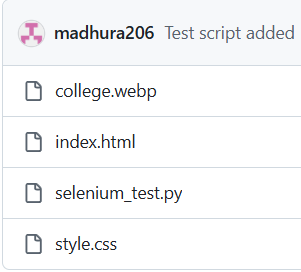 madhura206 Test script added
college.webp
index.html
selenium_test.py
style.css